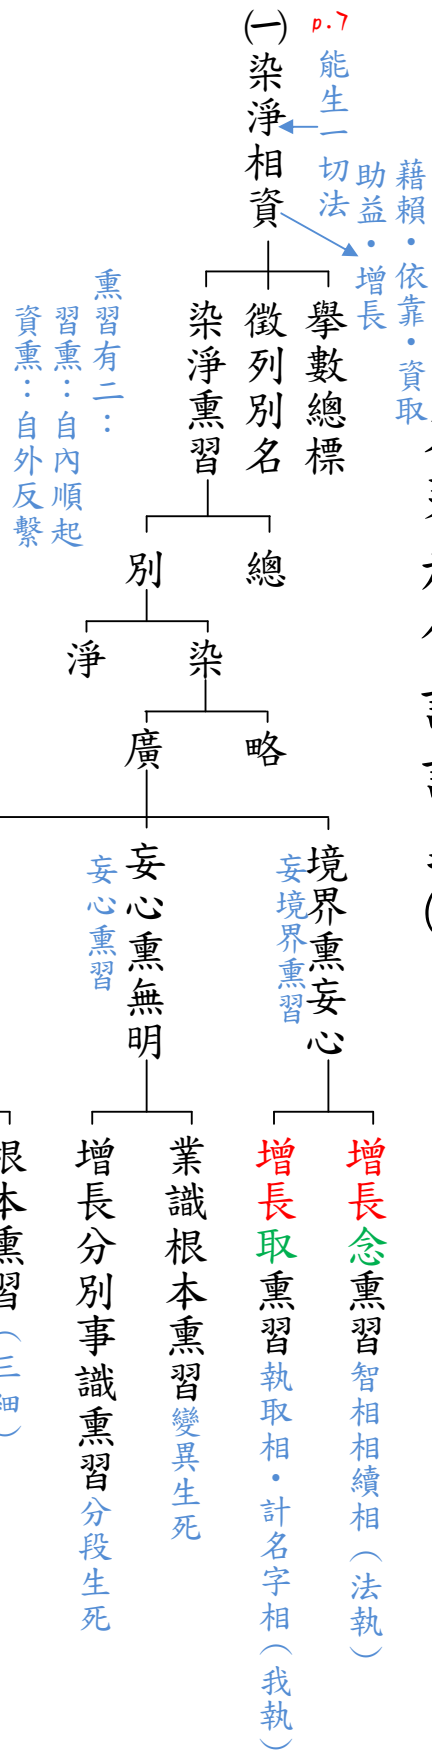 p.7
㈠染淨相資
能生一切法
藉賴・依靠・資取
助益・增長
舉數總標
徵列別名
染淨熏習
熏習有二：
習熏：自內順起
資熏：自外反繫
總
別
染
淨
略
廣
境界熏妄心
妄境界熏習
妄心熏無明
妄心熏習
增長念熏習智相相續相（法執）
增長取熏習執取相・計名字相（我執）
業識根本熏習變異生死
增長分別事識熏習分段生死
根本熏習（三細）